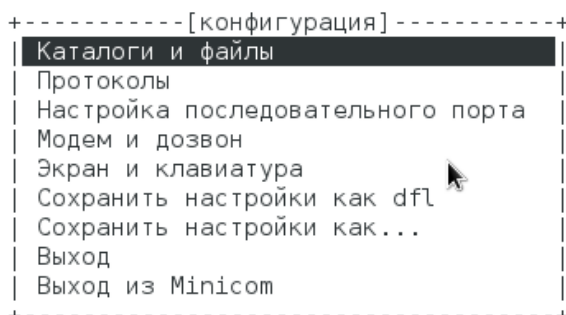 [конфигурация]
Каталоги и файлы
Протоколы
Настройка последовательного порта
Модем и дозвон
Экран и клавиатура
Сохранить настройки как dfl
Сохранить настройки как...
Выход
Выход из Minicom